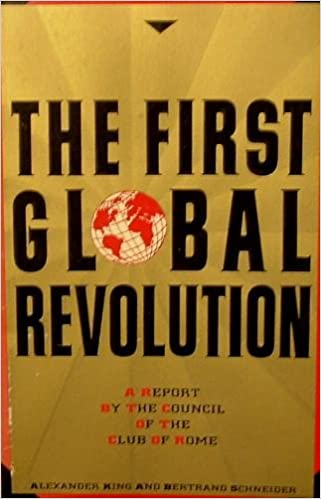 THE FIRST
GLOBAL
REVOLUTION
A REPORT
BY THE COUNCIL
OF THE
CLUB OF ROME
ALEXANDER KING AND BERTRAND SCHNEIDER